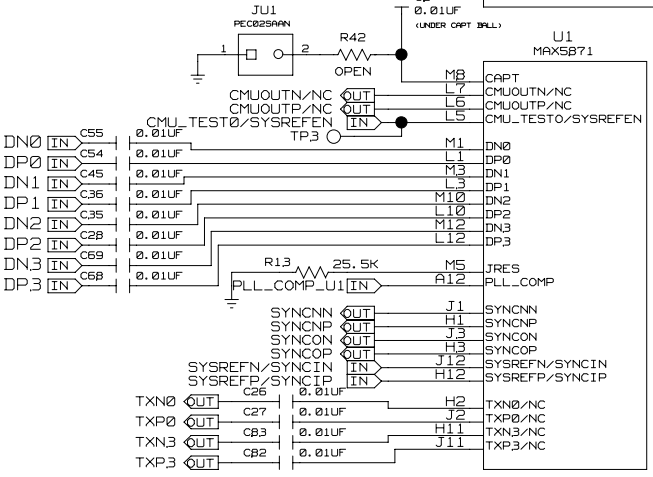 0.01UF
(UNDER CAPT BALL)
JU1
PEC02SAAN
1
2
R42
OPEN
U1
MAX5871
M8 CAPT
CMUOUTN/NC OUT L7 CMUOUTN/NC
CMUOUTP/NC OUT L6 CMUOUTP/NC
CMU_TEST0/SYSREFEN IN L5 CMU_TEST0/SYSREFEN
TP3
DN0 IN C55 0.01UF M1 DN0
DP0 IN C54 0.01UF L1 DP0
DN1 IN C45 0.01UF M3 DN1
DP1 IN C36 0.01UF L3 DP1
DN2 IN C35 0.01UF M10 DN2
DP2 IN C28 0.01UF L10 DP2
DN3 IN C69 0.01UF M12 DN3
DP3 IN C68 0.01UF L12 DP3
R13 25.5K M5 JRES
PLL_COMP_U1 IN A12 PLL_COMP
SYNCNN OUT J1 SYNCNN
SYNCNP OUT H1 SYNCNP
SYNCON OUT J3 SYNCON
SYNCOP OUT H3 SYNCOP
SYSREFN/SYNCIN IN J12 SYSREFN/SYNCIN
SYSREFP/SYNCIP IN H12 SYSREFP/SYNCIP
TXN0 OUT C26 0.01UF H2 TXN0/NC
TXP0 OUT C27 0.01UF J2 TXP0/NC
TXN3 OUT C83 0.01UF H11 TXN3/NC
TXP3 OUT C82 0.01UF J11 TXP3/NC